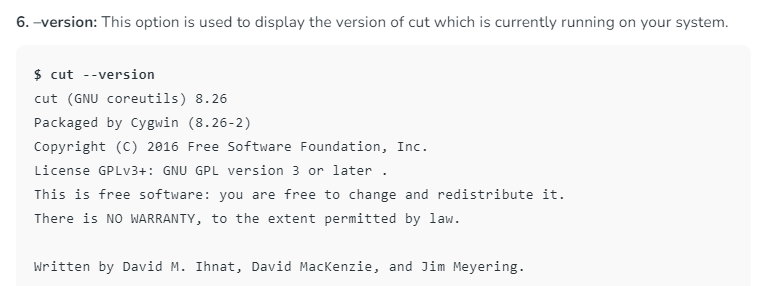 6. –version: This option is used to display the version of cut which is currently running on your system.
$ cut --version
cut (GNU coreutils) 8.26
Packaged by Cygwin (8.26-2)
Copyright (C) 2016 Free Software Foundation, Inc.
License GPLv3+: GNU GPL version 3 or later .
This is free software: you are free to change and redistribute it.
There is NO WARRANTY, to the extent permitted by law.
Written by David M. Ihnat, David MacKenzie, and Jim Meyering.